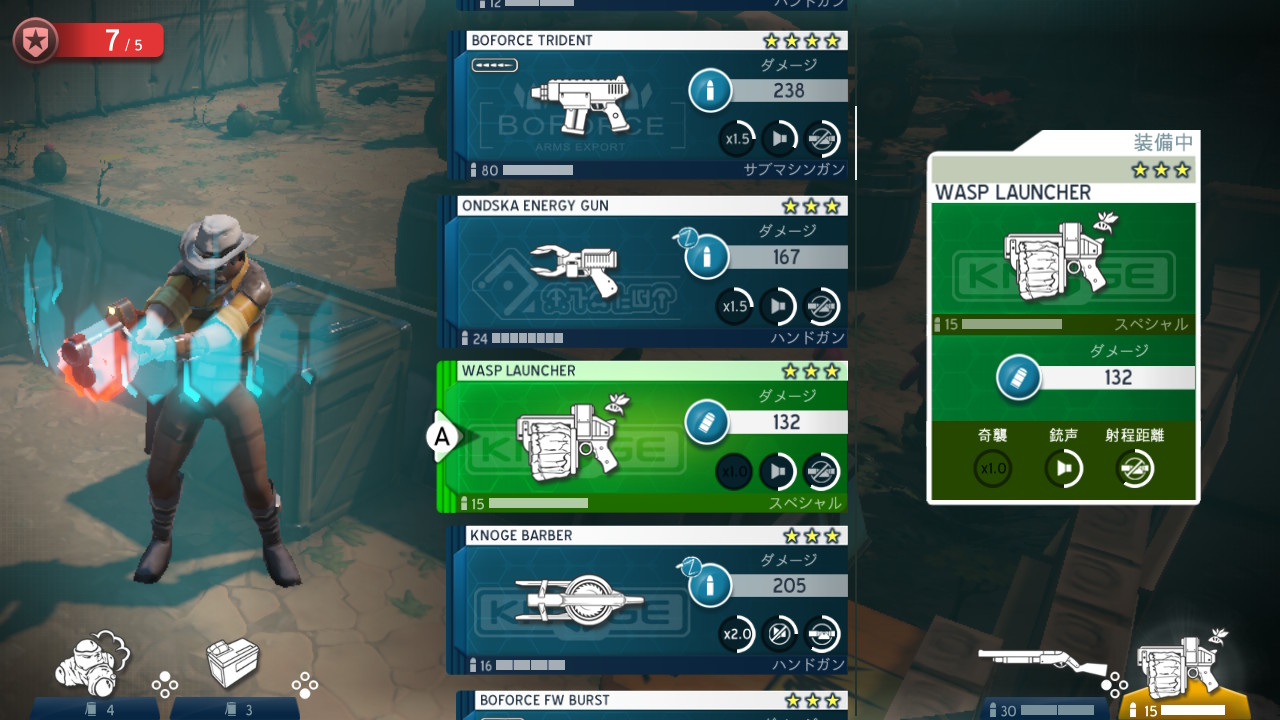 7 / 5
12 ハンドガン
BOFORCE TRIDENT
ダメージ
238
BOFORCE
ARMS EXPORT
x1.5
80 サブマシンガン
ONDSKA ENERGY GUN
ダメージ
Z
167
x1.5
24 ハンドガン
WASP LAUNCHER
ダメージ
132
A
KNOGE
x1.0
15 スペシャル
KNOGE BARBER
ダメージ
Z
205
KNOGE
x2.0
16 ハンドガン
BOFORCE FW BURST
装備中
WASP LAUNCHER
KNOGE
15 スペシャル
ダメージ
132
奇襲 銃声 射程距離
x1.0
4
3
30
15